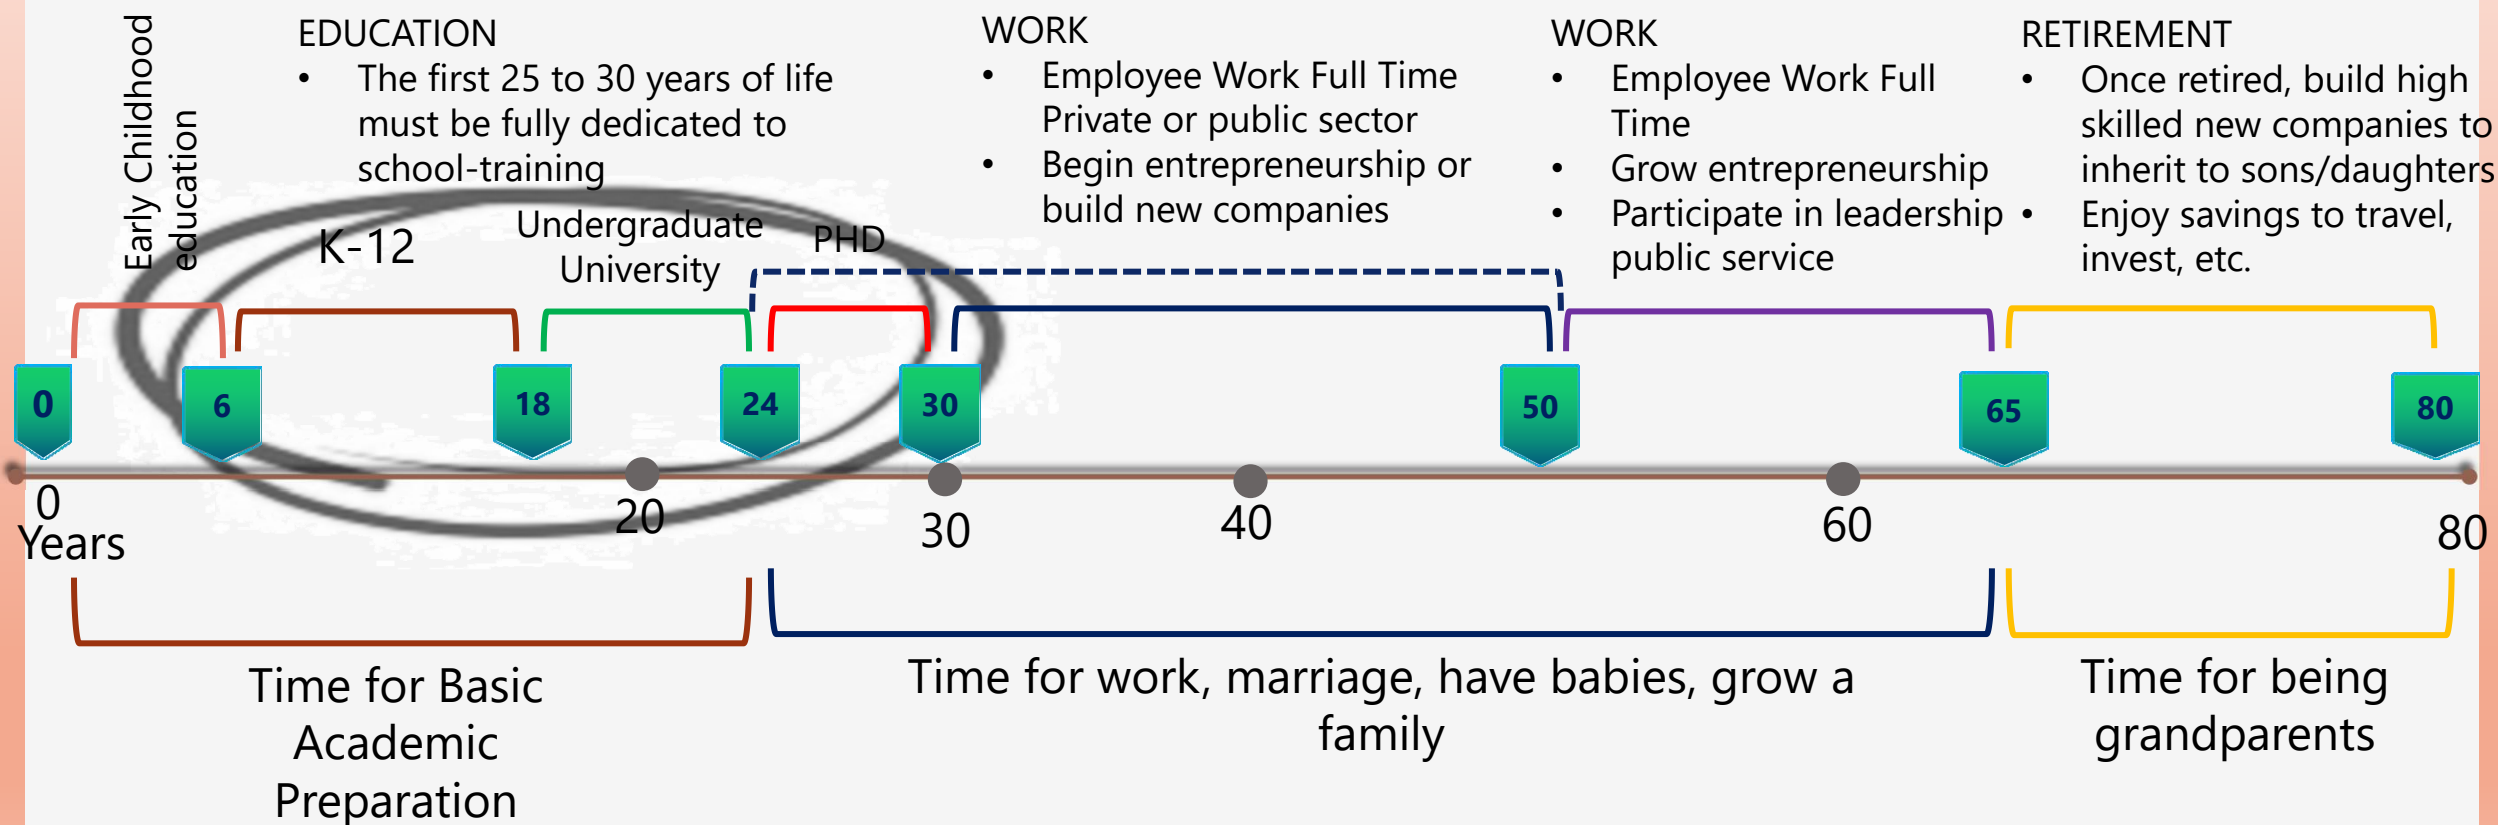 Early Childhood
education
EDUCATION
• The first 25 to 30 years of life
must be fully dedicated to
school-training
WORK
• Employee Work Full Time
Private or public sector
• Begin entrepreneurship or
build new companies
WORK
• Employee Work Full
Time
• Grow entrepreneurship
• Participate in leadership
public service
RETIREMENT
• Once retired, build high
skilled new companies to
inherit to sons/daughters
• Enjoy savings to travel,
invest, etc.
K-12
Undergraduate
University
PHD
0
6
18
24
30
50
65
80
0
Years
20
30
40
60
80
Time for Basic
Academic
Preparation
Time for work, marriage, have babies, grow a
family
Time for being
grandparents